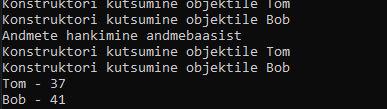 Konstruktori kutsumine objektile Tom
Konstruktori kutsumine objektile Bob
Andmete hankimine andmebaasist
Konstruktori kutsumine objektile Tom
Konstruktori kutsumine objektile Bob
Tom - 37
Bob - 41